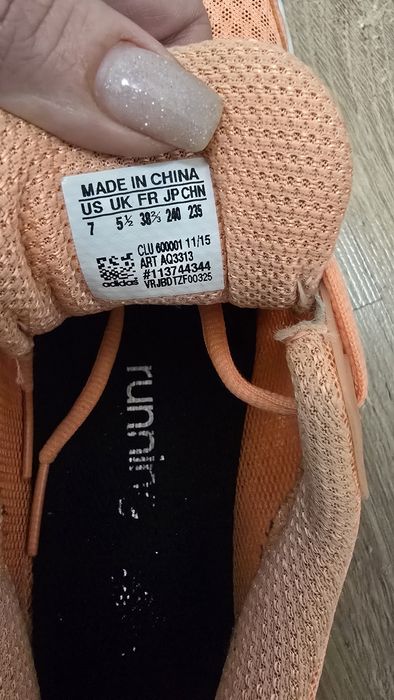 MADE IN CHINA
US UK FR JP CHN
7 5½ 38⅔ 240 235
CLU 600001 11/15
ART AQ3313
#113744344
VRJBDTZF00325
adidas
running